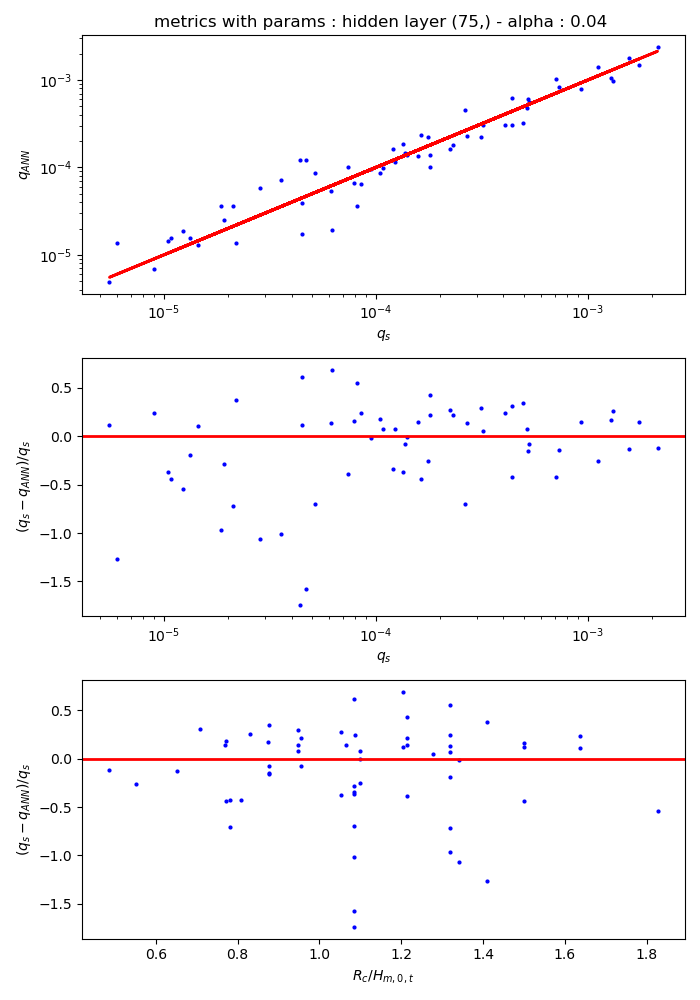 metrics with params : hidden layer (75,) - alpha : 0.04
10⁻³
10⁻⁴
10⁻⁵
q_ANN
10⁻⁵ 10⁻⁴ 10⁻³
q_s
0.5
0.0
−0.5
−1.0
−1.5
(q_s − q_ANN)/q_s
10⁻⁵ 10⁻⁴ 10⁻³
q_s
0.5
0.0
−0.5
−1.0
−1.5
(q_s − q_ANN)/q_s
0.6 0.8 1.0 1.2 1.4 1.6 1.8
R_c/H_{m,0,t}